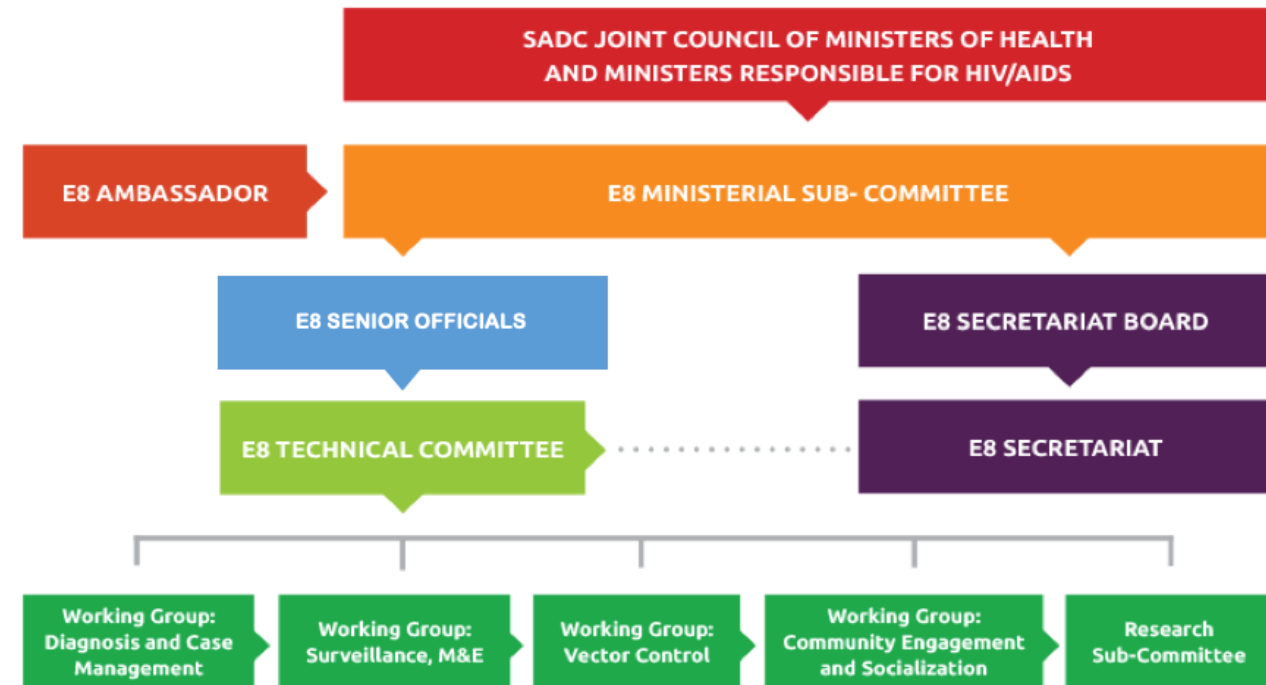 SADC JOINT COUNCIL OF MINISTERS OF HEALTH
AND MINISTERS RESPONSIBLE FOR HIV/AIDS
E8 AMBASSADOR
E8 MINISTERIAL SUB- COMMITTEE
E8 SENIOR OFFICIALS
E8 SECRETARIAT BOARD
E8 TECHNICAL COMMITTEE
E8 SECRETARIAT
Working Group:
Diagnosis and Case
Management
Working Group:
Surveillance, M&E
Working Group:
Vector Control
Working Group:
Community Engagement
and Socialization
Research
Sub-Committee